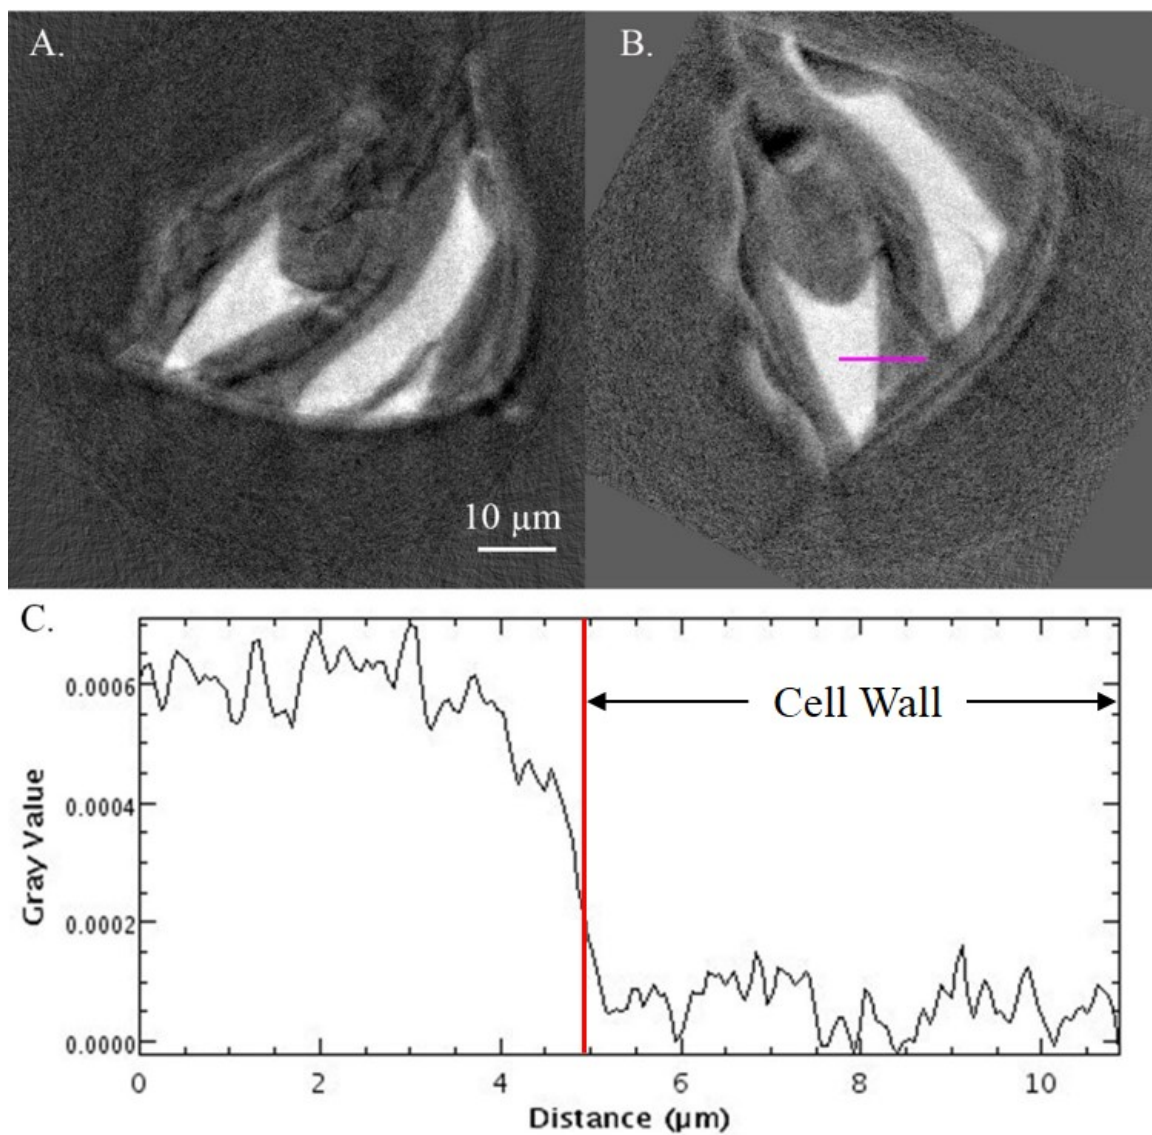 A.
B.
10 µm
C.
Cell Wall
Gray Value
0.0006
0.0004
0.0002
0.0000
0 2 4 6 8 10
Distance (µm)